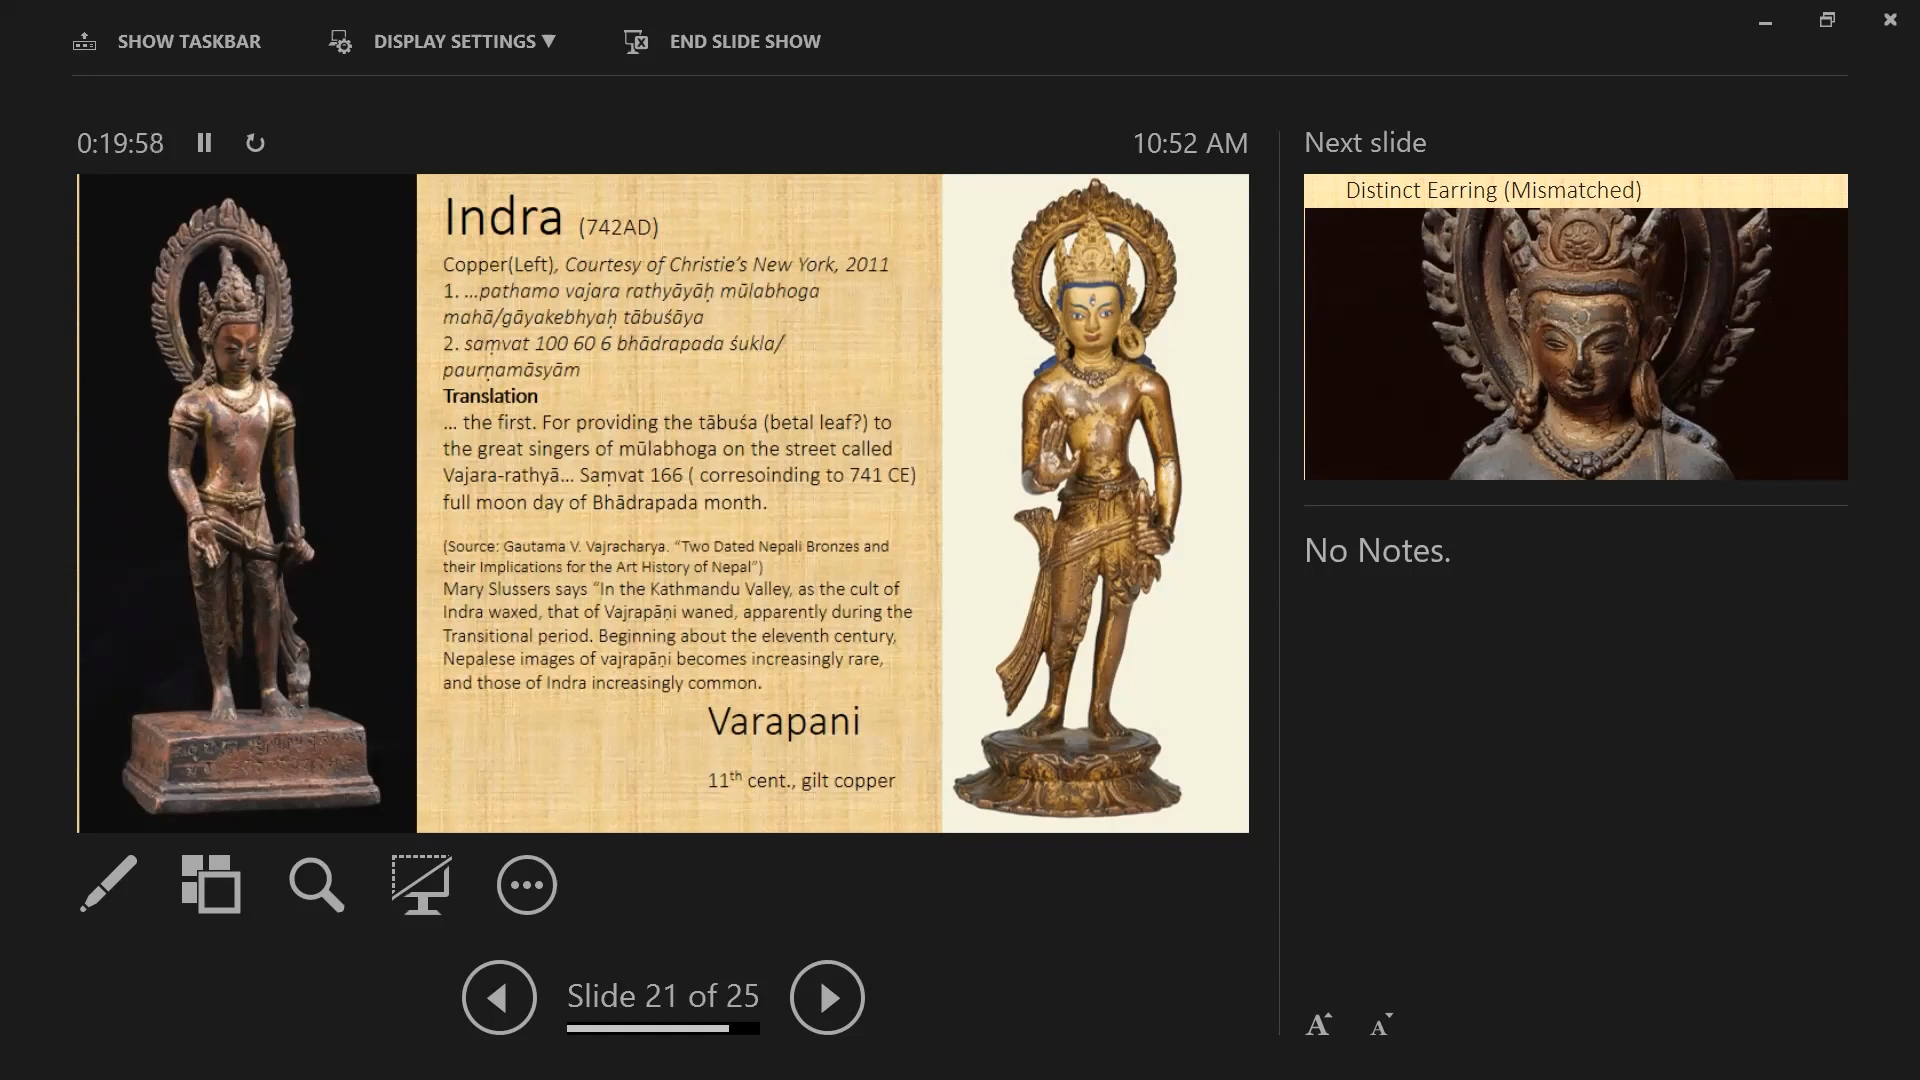 SHOW TASKBAR
DISPLAY SETTINGS ▼
END SLIDE SHOW
0:19:58
10:52 AM
Indra (742AD)
Copper(Left), Courtesy of Christie's New York, 2011
1. ...pathamo vajara rathyāyāḥ mūlabhoga
mahā/gāyakebhyaḥ tābuśāya
2. saṃvat 100 60 6 bhādrapada śukla/
paurṇamāsyām
Translation
... the first. For providing the tābuśa (betal leaf?) to
the great singers of mūlabhoga on the street called
Vajara-rathyā... Saṃvat 166 ( corresoinding to 741 CE)
full moon day of Bhādrapada month.
(Source: Gautama V. Vajracharya. “Two Dated Nepali Bronzes and
their Implications for the Art History of Nepal”)
Mary Slussers says “In the Kathmandu Valley, as the cult of
Indra waxed, that of Vajrapāṇi waned, apparently during the
Transitional period. Beginning about the eleventh century,
Nepalese images of vajrapāṇi becomes increasingly rare,
and those of Indra increasingly common.
Varapani
11th cent., gilt copper
Next slide
Distinct Earring (Mismatched)
No Notes.
Slide 21 of 25
A A